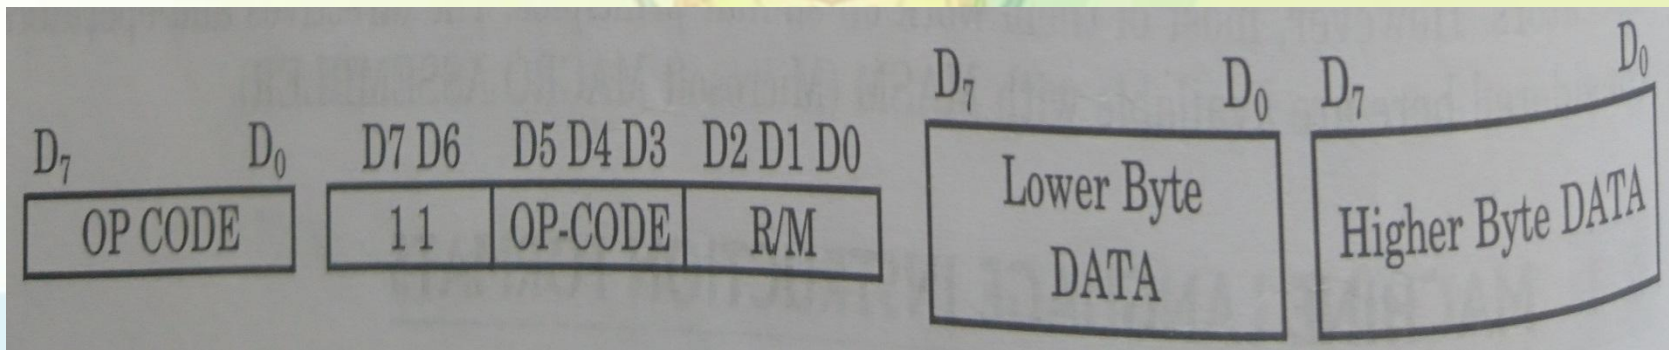 D₇ D₀ D7 D6 D5 D4 D3 D2 D1 D0 D₇ D₀ D₇ D₀
OP CODE 11 OP-CODE R/M Lower Byte DATA Higher Byte DATA